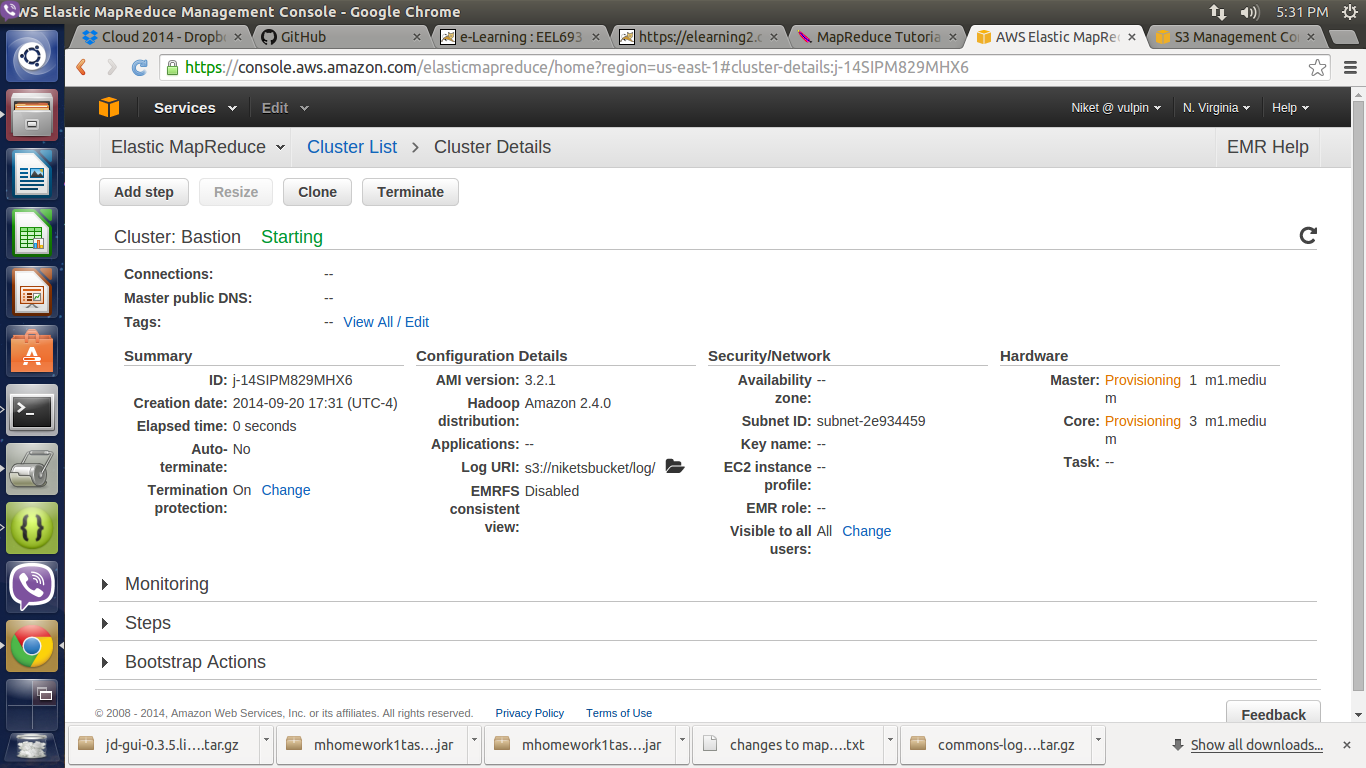 AWS Elastic MapReduce Management Console - Google Chrome
5:31 PM
Cloud 2014 - Dropb
GitHub
e-Learning : EEL693
https://elearning2.c
MapReduce Tutoria
AWS Elastic MapRe
S3 Management Co
https://console.aws.amazon.com/elasticmapreduce/home?region=us-east-1#cluster-details:j-14SIPM829MHX6
Services
Edit
Niket @ vulpin
N. Virginia
Help
Elastic MapReduce
Cluster List > Cluster Details
EMR Help
Add step
Resize
Clone
Terminate
Cluster: Bastion Starting
Connections: --
Master public DNS: --
Tags: -- View All / Edit
Summary
ID: j-14SIPM829MHX6
Creation date: 2014-09-20 17:31 (UTC-4)
Elapsed time: 0 seconds
Auto- No
terminate:
Termination On Change
protection:
Configuration Details
AMI version: 3.2.1
Hadoop Amazon 2.4.0
distribution:
Applications: --
Log URI: s3://niketsbucket/log/
EMRFS Disabled
consistent
view:
Security/Network
Availability --
zone:
Subnet ID: subnet-2e934459
Key name: --
EC2 instance --
profile:
EMR role: --
Visible to all All Change
users:
Hardware
Master: Provisioning 1 m1.mediu
m
Core: Provisioning 3 m1.mediu
m
Task: --
Monitoring
Steps
Bootstrap Actions
© 2008 - 2014, Amazon Web Services, Inc. or its affiliates. All rights reserved. Privacy Policy Terms of Use
Feedback
jd-gui-0.3.5.li....tar.gz
mhomework1tas....jar
mhomework1tas....jar
changes to map....txt
commons-log....tar.gz
Show all downloads...